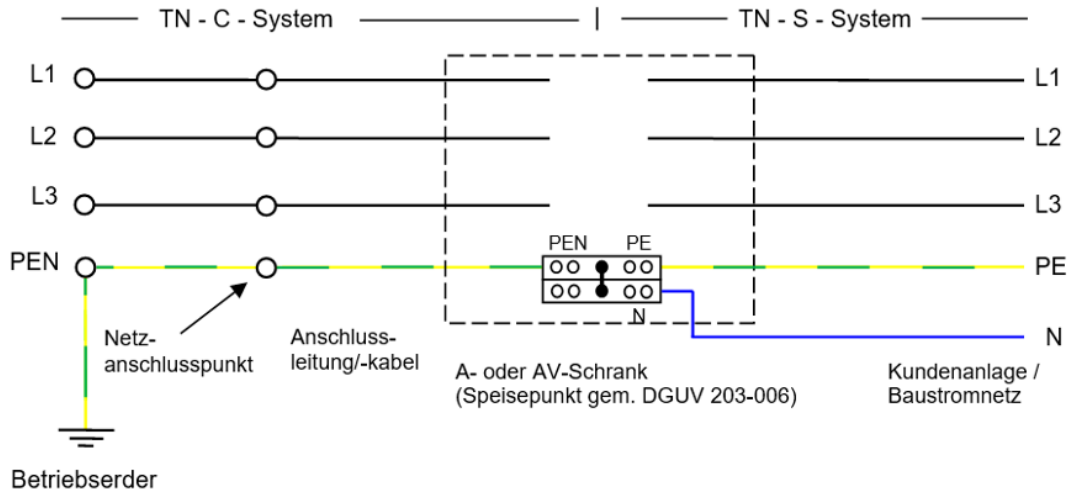 TN - C - System
TN - S - System
L1
L1
L2
L2
L3
L3
PEN
PEN PE
PE
N
N
Netz-
anschlusspunkt
Anschluss-
leitung/-kabel
A- oder AV-Schrank
(Speisepunkt gem. DGUV 203-006)
Kundenanlage /
Baustromnetz
Betriebserder